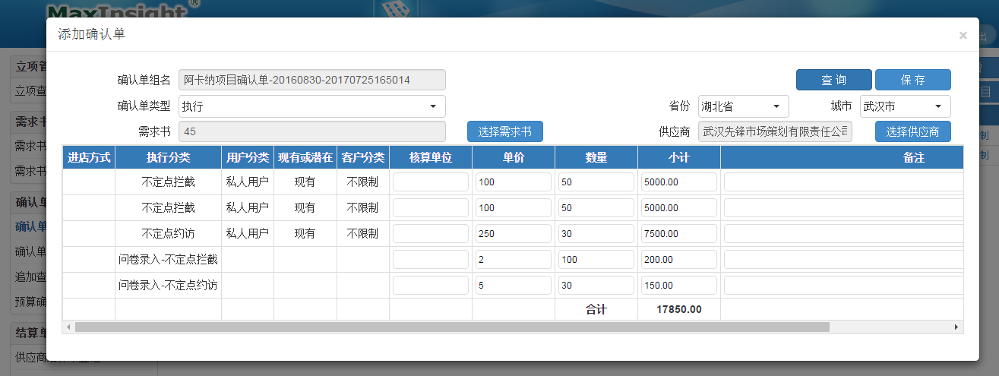 MaxInsight®
添加确认单 ×
确认单组名 阿卡纳项目确认单-20160830-20170725165014 查 询 保 存
确认单类型 执行 省份 湖北省 城市 武汉市
需求书 45 选择需求书 供应商 武汉先锋市场策划有限责任公司 选择供应商
进店方式 执行分类 用户分类 现有或潜在 客户分类 核算单位 单价 数量 小计 备注
不定点拦截 私人用户 现有 不限制 100 50 5000.00
不定点拦截 私人用户 现有 不限制 100 50 5000.00
不定点约访 私人用户 现有 不限制 250 30 7500.00
问卷录入-不定点拦截 2 100 200.00
问卷录入-不定点约访 5 30 150.00
合计 17850.00
立项管
立项查
需求书
需求书
需求书
确认单
确认单
确认单
追加查
预算确
结算单
供应商
出
目
制
制